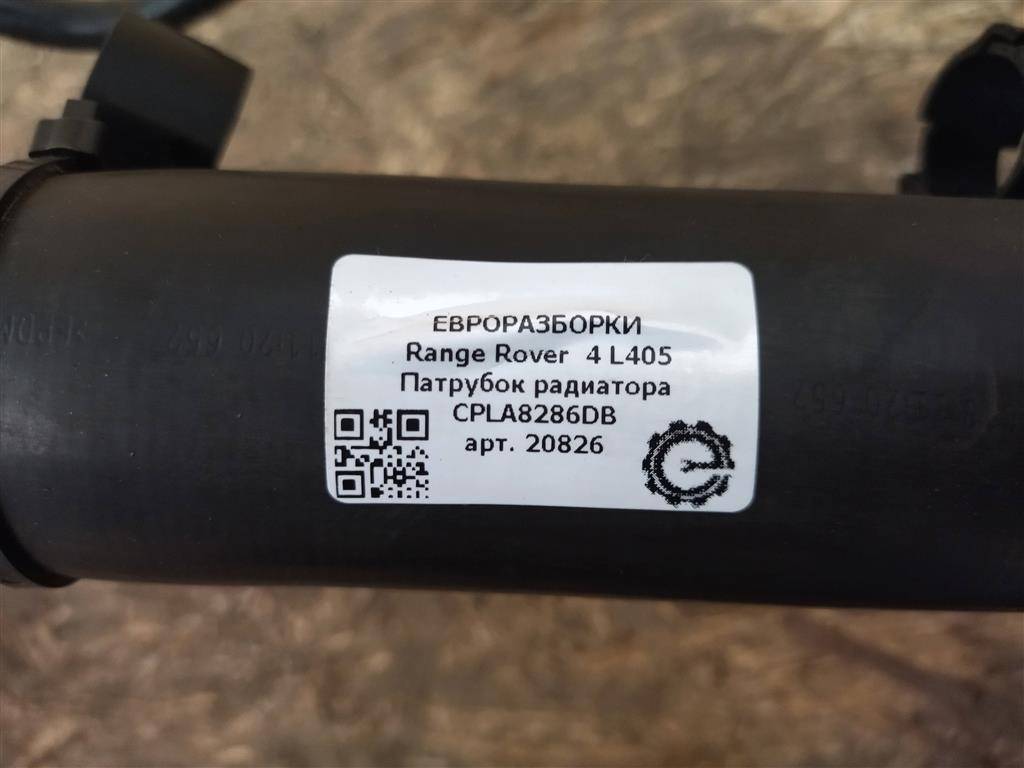 ЕВРОРАЗБОРКИ
Range Rover 4 L405
Патрубок радиатора
CPLA8286DB
арт. 20826